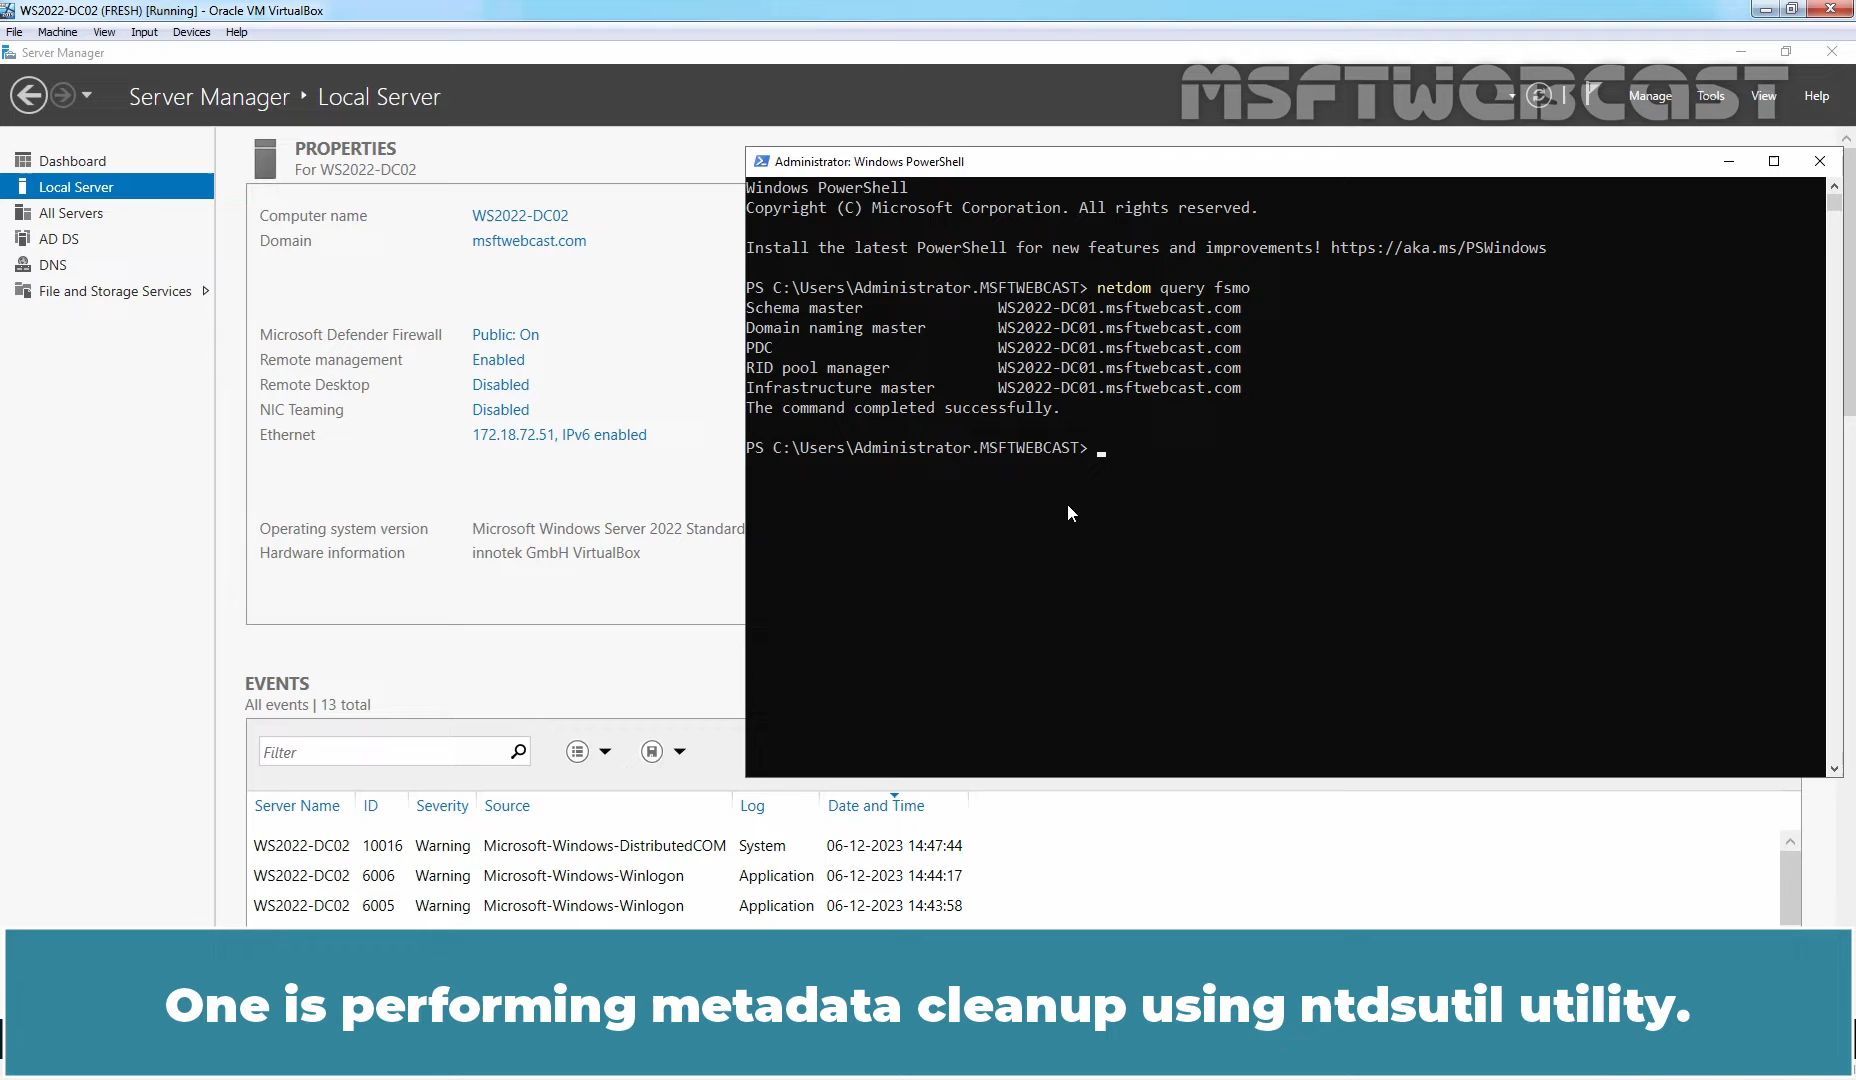 WS2022-DC02 (FRESH) [Running] - Oracle VM VirtualBox
File Machine View Input Devices Help
Server Manager
Server Manager ‣ Local Server
MSFTWEBCAST
Manage Tools View Help
Dashboard
Local Server
All Servers
AD DS
DNS
File and Storage Services
PROPERTIES
For WS2022-DC02
Computer name WS2022-DC02
Domain msftwebcast.com
Microsoft Defender Firewall Public: On
Remote management Enabled
Remote Desktop Disabled
NIC Teaming Disabled
Ethernet 172.18.72.51, IPv6 enabled
Operating system version Microsoft Windows Server 2022 Standard
Hardware information innotek GmbH VirtualBox
Administrator: Windows PowerShell
Windows PowerShell
Copyright (C) Microsoft Corporation. All rights reserved.
Install the latest PowerShell for new features and improvements! https://aka.ms/PSWindows
PS C:\Users\Administrator.MSFTWEBCAST> netdom query fsmo
Schema master WS2022-DC01.msftwebcast.com
Domain naming master WS2022-DC01.msftwebcast.com
PDC WS2022-DC01.msftwebcast.com
RID pool manager WS2022-DC01.msftwebcast.com
Infrastructure master WS2022-DC01.msftwebcast.com
The command completed successfully.
PS C:\Users\Administrator.MSFTWEBCAST>
EVENTS
All events | 13 total
Filter
Server Name ID Severity Source Log Date and Time
WS2022-DC02 10016 Warning Microsoft-Windows-DistributedCOM System 06-12-2023 14:47:44
WS2022-DC02 6006 Warning Microsoft-Windows-Winlogon Application 06-12-2023 14:44:17
WS2022-DC02 6005 Warning Microsoft-Windows-Winlogon Application 06-12-2023 14:43:58
One is performing metadata cleanup using ntdsutil utility.